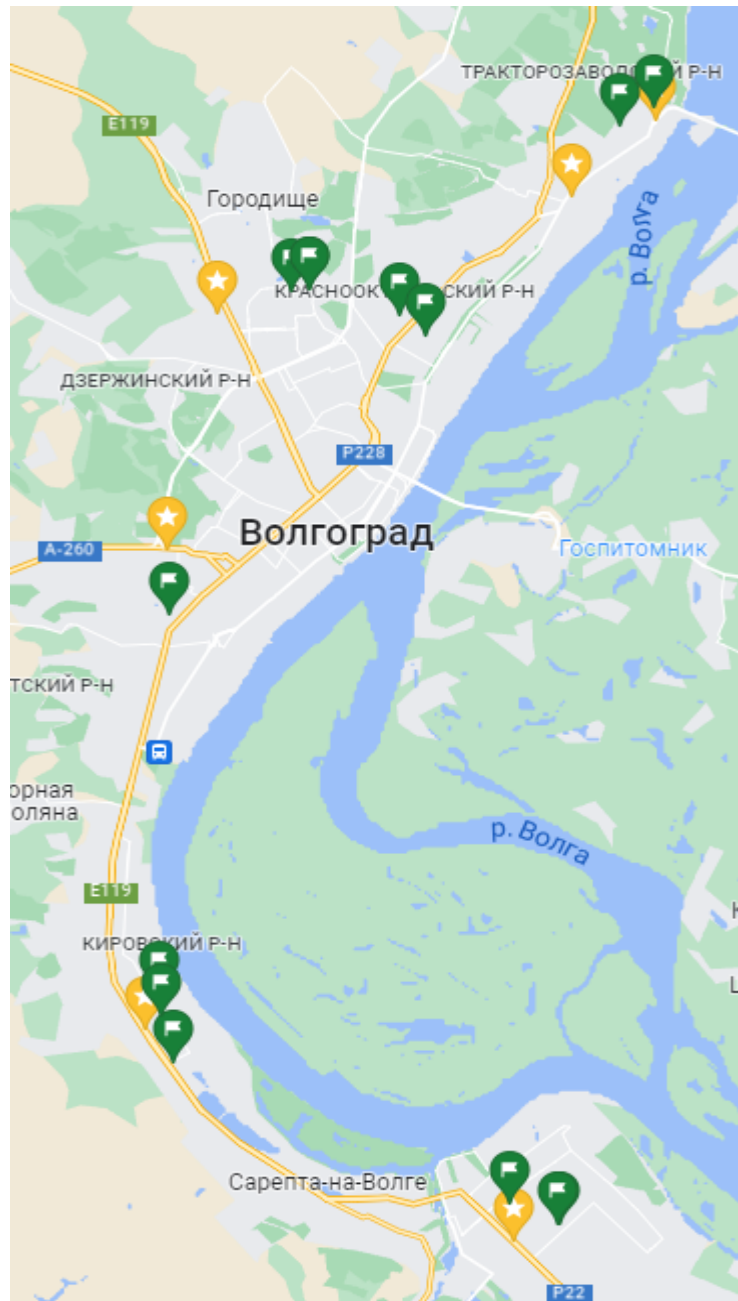 ТРАКТОРОЗАВОД
Й Р-Н
E119
Городище
р. Волга
КРАСНООК
СКИЙ Р-Н
ДЗЕРЖИНСКИЙ Р-Н
P228
Волгоград
A-260
Госпитомник
ТСКИЙ Р-Н
орная
оляна
р. Волга
E119
КИРОВСКИЙ Р-Н
Сарепта-на-Волге
P22